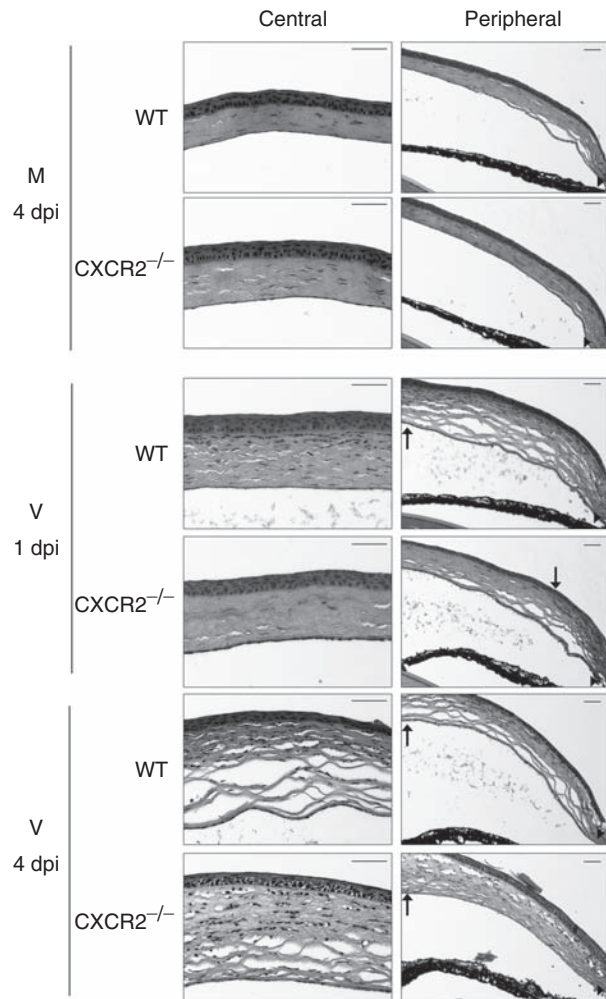 Central Peripheral
WT
M
4 dpi
CXCR2−/−
WT
V
1 dpi
CXCR2−/−
WT
V
4 dpi
CXCR2−/−